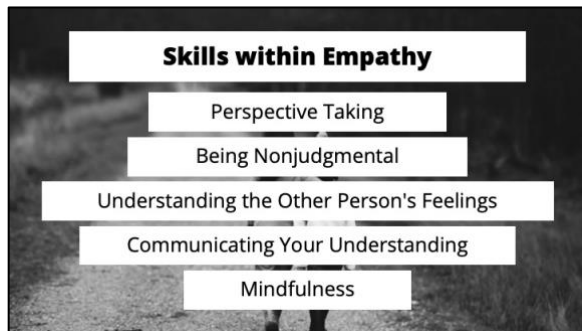 Skills within Empathy
Perspective Taking
Being Nonjudgmental
Understanding the Other Person's Feelings
Communicating Your Understanding
Mindfulness